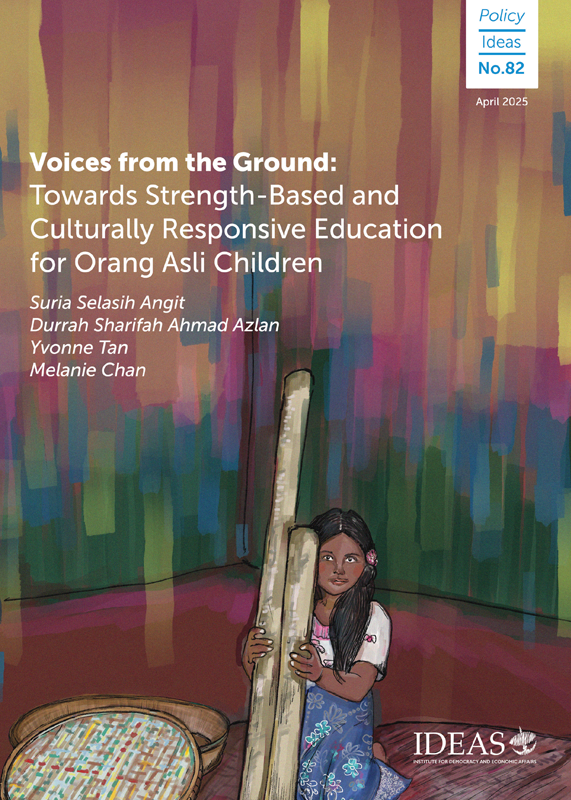 Policy
Ideas
No.82
April 2025
Voices from the Ground:
Towards Strength-Based and
Culturally Responsive Education
for Orang Asli Children
Suria Selasih Angit
Durrah Sharifah Ahmad Azlan
Yvonne Tan
Melanie Chan
IDEAS
INSTITUTE FOR DEMOCRACY AND ECONOMIC AFFAIRS